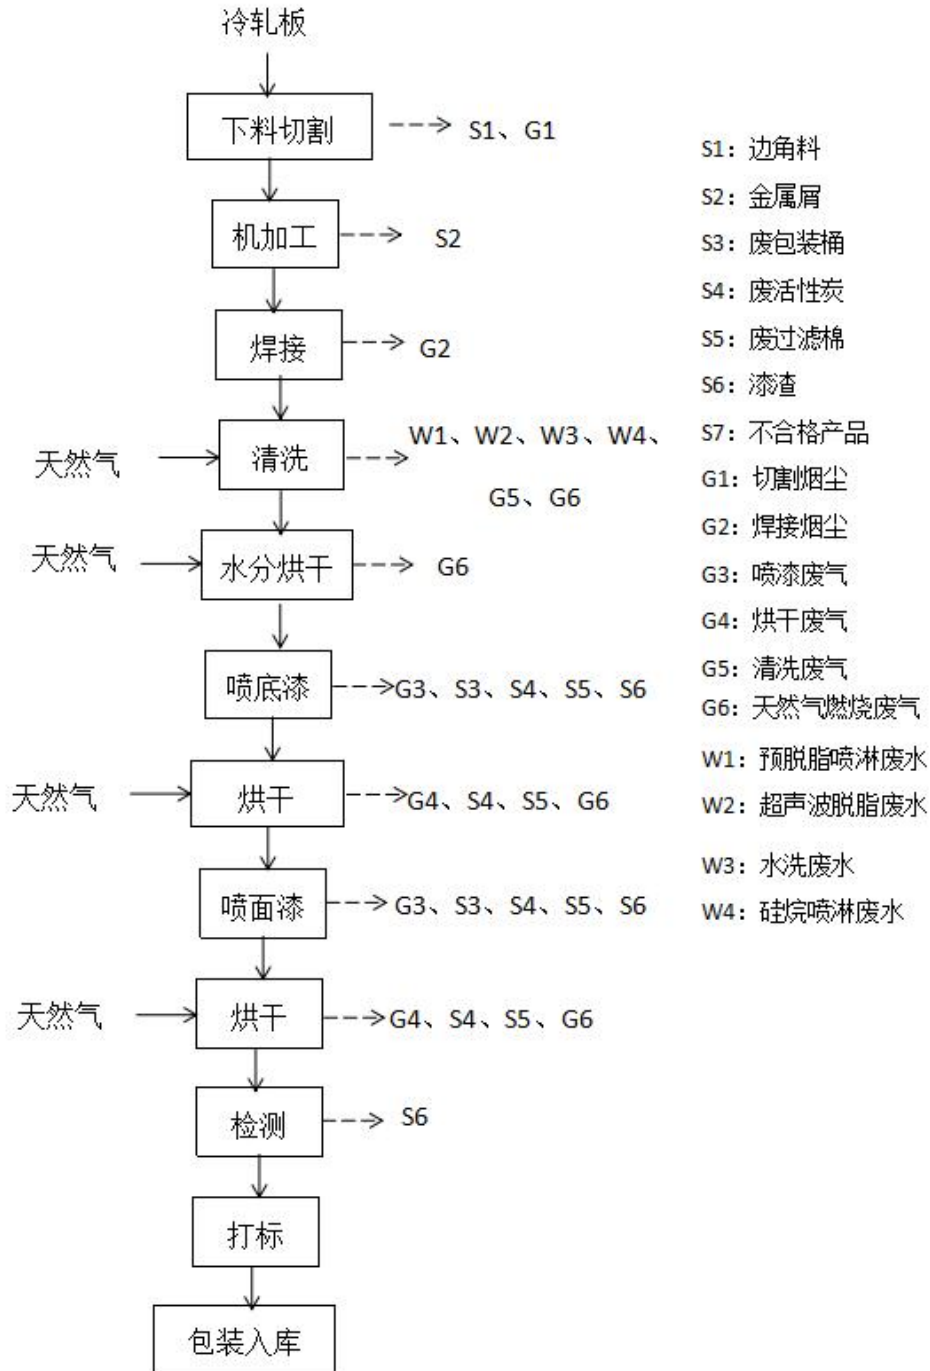 冷轧板
下料切割
S1、G1
机加工
S2
焊接
G2
天然气
清洗
W1、W2、W3、W4、
G5、G6
天然气
水分烘干
G6
喷底漆
G3、S3、S4、S5、S6
天然气
烘干
G4、S4、S5、G6
喷面漆
G3、S3、S4、S5、S6
天然气
烘干
G4、S4、S5、G6
检测
S6
打标
包装入库
S1：边角料
S2：金属屑
S3：废包装桶
S4：废活性炭
S5：废过滤棉
S6：漆渣
S7：不合格产品
G1：切割烟尘
G2：焊接烟尘
G3：喷漆废气
G4：烘干废气
G5：清洗废气
G6：天然气燃烧废气
W1：预脱脂喷淋废水
W2：超声波脱脂废水
W3：水洗废水
W4：硅烷喷淋废水